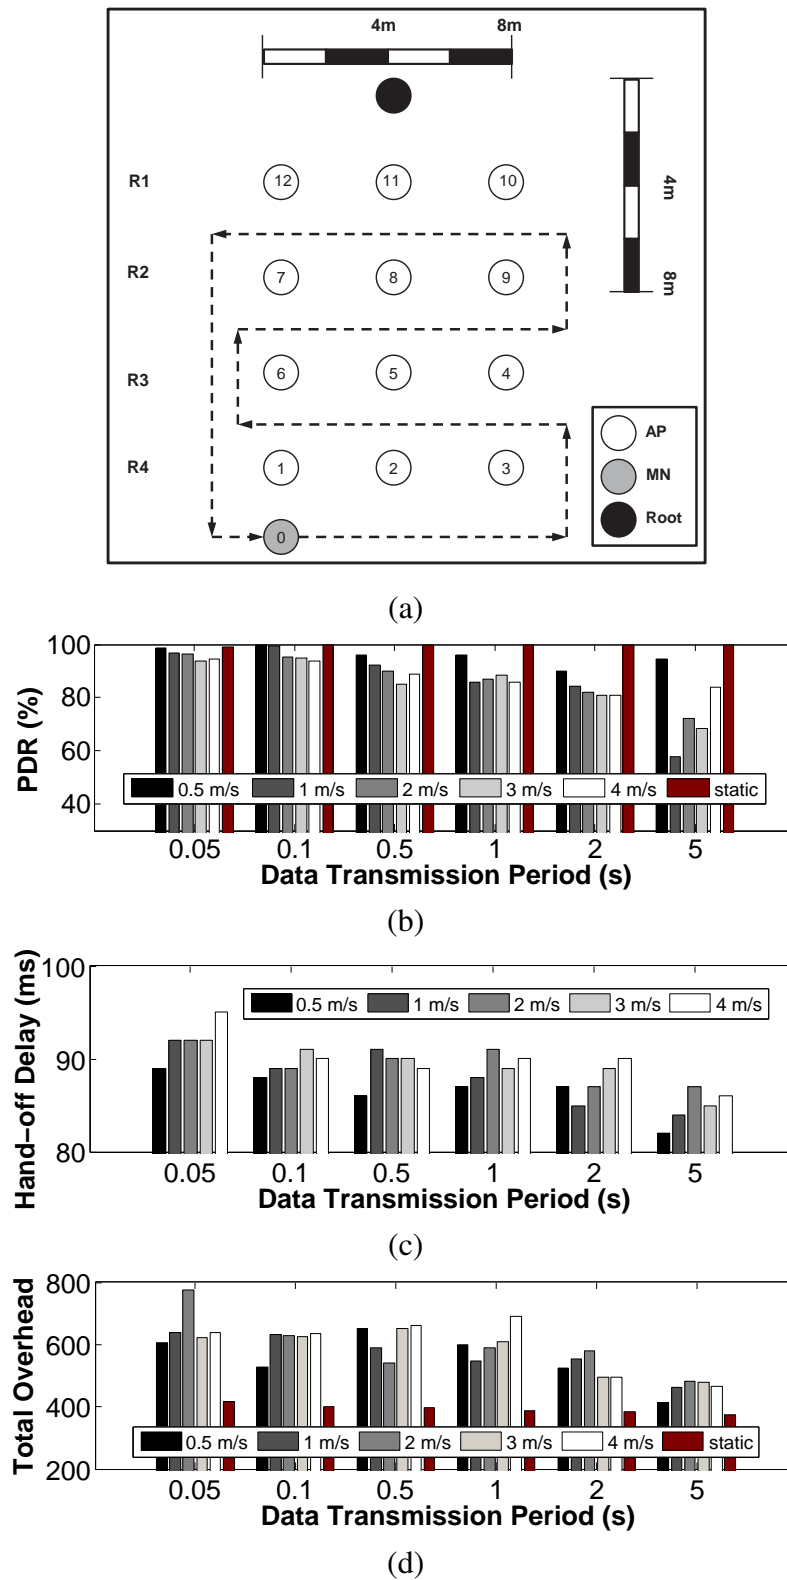 4m 8m
R1
12 11 10
4m
R2
7 8 9
8m
R3
6 5 4
AP
R4
1 2 3
MN
Root
0
(a)
100
80
60
40
PDR (%)
0.5 m/s 1 m/s 2 m/s 3 m/s 4 m/s static
0.05 0.1 0.5 1 2 5
Data Transmission Period (s)
(b)
100
90
80
Hand-off Delay (ms)
0.5 m/s 1 m/s 2 m/s 3 m/s 4 m/s
0.05 0.1 0.5 1 2 5
Data Transmission Period (s)
(c)
800
600
400
200
Total Overhead
0.5 m/s 1 m/s 2 m/s 3 m/s 4 m/s static
0.05 0.1 0.5 1 2 5
Data Transmission Period (s)
(d)